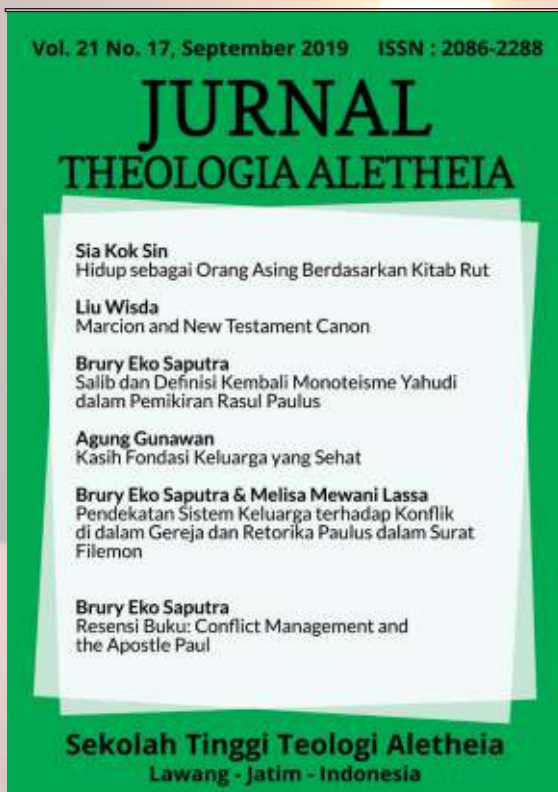 Vol. 21 No. 17, September 2019 ISSN : 2086-2288
JURNAL
THEOLOGIA ALETHEIA
Sia Kok Sin
Hidup sebagai Orang Asing Berdasarkan Kitab Rut
Liu Wisda
Marcion and New Testament Canon
Brury Eko Saputra
Salib dan Definisi Kembali Monoteisme Yahudi
dalam Pemikiran Rasul Paulus
Agung Gunawan
Kasih Fondasi Keluarga yang Sehat
Brury Eko Saputra & Melisa Mewani Lassa
Pendekatan Sistem Keluarga terhadap Konflik
di dalam Gereja dan Retorika Paulus dalam Surat
Filemon
Brury Eko Saputra
Resensi Buku: Conflict Management and
the Apostle Paul
Sekolah Tinggi Teologi Aletheia
Lawang - Jatim - Indonesia